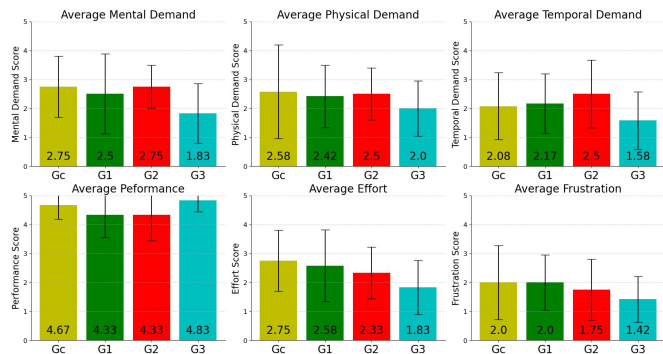 Average Mental Demand
Mental Demand Score
5
4
3
2
1
0
2.75
2.5
2.75
1.83
Gc
G1
G2
G3
Average Physical Demand
Physical Demand Score
5
4
3
2
1
0
2.58
2.42
2.5
2.0
Gc
G1
G2
G3
Average Temporal Demand
Temporal Demand Score
5
4
3
2
1
0
2.08
2.17
2.5
1.58
Gc
G1
G2
G3
Average Peformance
Performance Score
5
4
3
2
1
0
4.67
4.33
4.33
4.83
Gc
G1
G2
G3
Average Effort
Effort Score
5
4
3
2
1
0
2.75
2.58
2.33
1.83
Gc
G1
G2
G3
Average Frustration
Frustration Score
5
4
3
2
1
0
2.0
2.0
1.75
1.42
Gc
G1
G2
G3